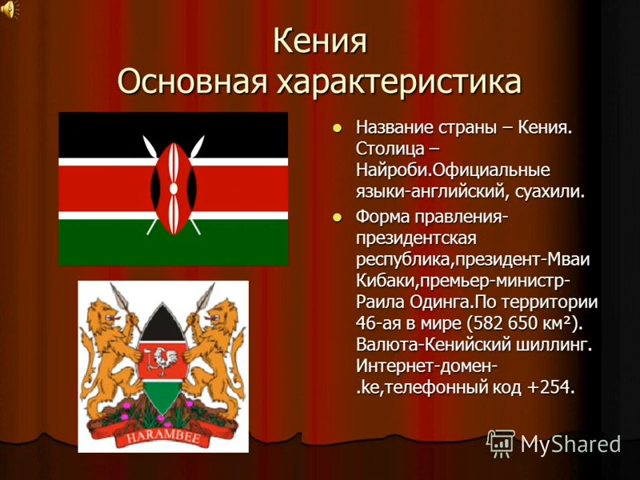 Кения
Основная характеристика
Название страны – Кения.
Столица –
Найроби.Официальные
языки-английский, суахили.
Форма правления-
президентская
республика,президент-Мваи
Кибаки,премьер-министр-
Раила Одинга.По территории
46-ая в мире (582 650 км²).
Валюта-Кенийский шиллинг.
Интернет-домен-
.ke,телефонный код +254.
HARAMBEE
MyShared